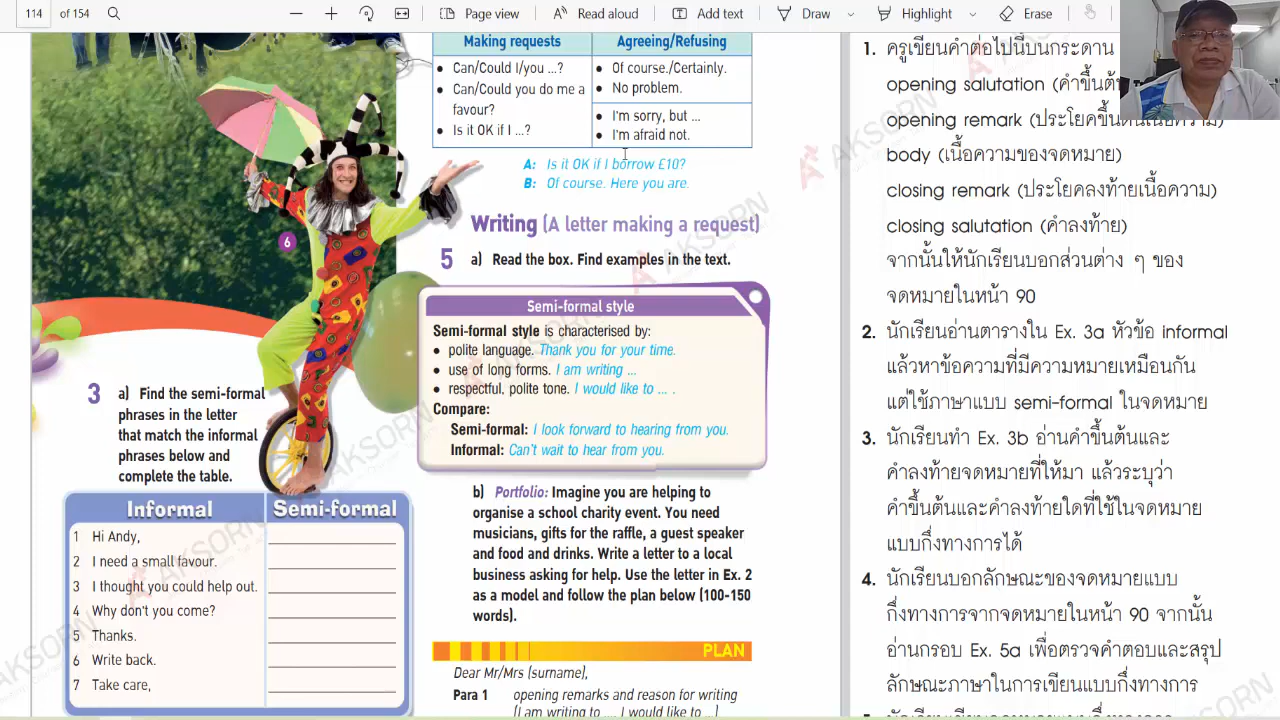 114 of 154
Page view
Read aloud
Add text
Draw
Highlight
Erase
Making requests
Agreeing/Refusing
• Can/Could I/you ...?
• Can/Could you do me a
favour?
• Is it OK if I ...?
• Of course./Certainly.
• No problem.
• I'm sorry, but ...
• I'm afraid not.
A: Is it OK if I borrow £10?
B: Of course. Here you are.
Writing (A letter making a request)
5 a) Read the box. Find examples in the text.
Semi-formal style
Semi-formal style is characterised by:
• polite language. Thank you for your time.
• use of long forms. I am writing ...
• respectful, polite tone. I would like to ... .
Compare:
Semi-formal: I look forward to hearing from you.
Informal: Can't wait to hear from you.
b) Portfolio: Imagine you are helping to
organise a school charity event. You need
musicians, gifts for the raffle, a guest speaker
and food and drinks. Write a letter to a local
business asking for help. Use the letter in Ex. 2
as a model and follow the plan below (100-150
words).
PLAN
Dear Mr/Mrs (surname),
Para 1 opening remarks and reason for writing
(I am writing to ..., I would like to ...)
6
3 a) Find the semi-formal
phrases in the letter
that match the informal
phrases below and
complete the table.
Informal
Semi-formal
1 Hi Andy,
2 I need a small favour.
3 I thought you could help out.
4 Why don't you come?
5 Thanks.
6 Write back.
7 Take care,
1. ครูเขียนคำต่อไปนี้บนกระดาน
opening salutation (คำขึ้นต้น
opening remark (ประโยคขึ้นต้นเนื้อความ)
body (เนื้อความของจดหมาย)
closing remark (ประโยคลงท้ายเนื้อความ)
closing salutation (คำลงท้าย)
จากนั้นให้นักเรียนบอกส่วนต่าง ๆ ของ
จดหมายในหน้า 90
2. นักเรียนอ่านตารางใน Ex. 3a หัวข้อ informal
แล้วหาข้อความที่มีความหมายเหมือนกัน
แต่ใช้ภาษาแบบ semi-formal ในจดหมาย
3. นักเรียนทำ Ex. 3b อ่านคำขึ้นต้นและ
คำลงท้ายจดหมายที่ให้มา แล้วระบุว่า
คำขึ้นต้นและคำลงท้ายใดที่ใช้ในจดหมาย
แบบกึ่งทางการได้
4. นักเรียนบอกลักษณะของจดหมายแบบ
กึ่งทางการจากจดหมายในหน้า 90 จากนั้น
อ่านกรอบ Ex. 5a เพื่อตรวจคำตอบและสรุป
ลักษณะภาษาในการเขียนแบบกึ่งทางการ
AKSORN